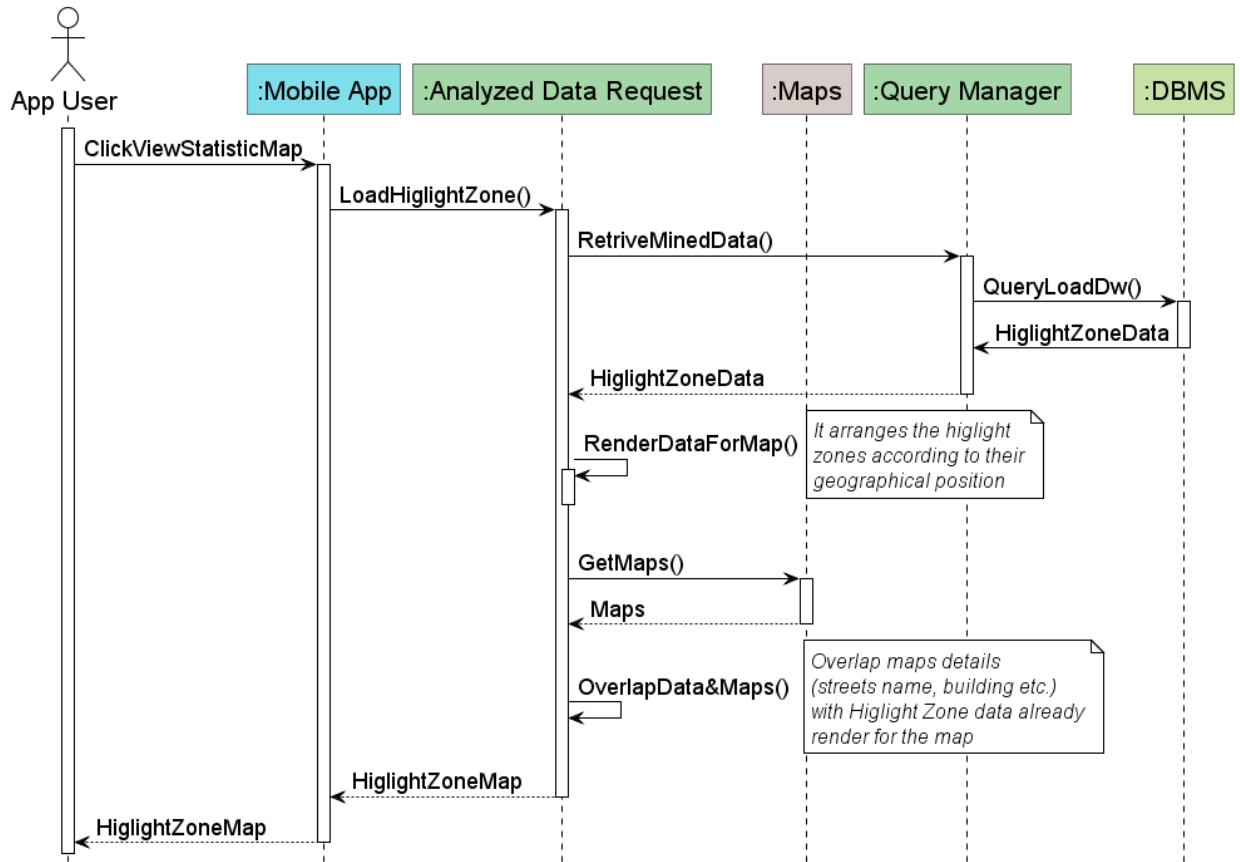 App User
:Mobile App
:Analyzed Data Request
:Maps
:Query Manager
:DBMS
ClickViewStatisticMap
LoadHiglightZone()
RetriveMinedData()
QueryLoadDw()
HiglightZoneData
HiglightZoneData
RenderDataForMap()
It arranges the higlight
zones according to their
geographical position
GetMaps()
Maps
OverlapData&Maps()
Overlap maps details
(streets name, building etc.)
with Higlight Zone data already
render for the map
HiglightZoneMap
HiglightZoneMap